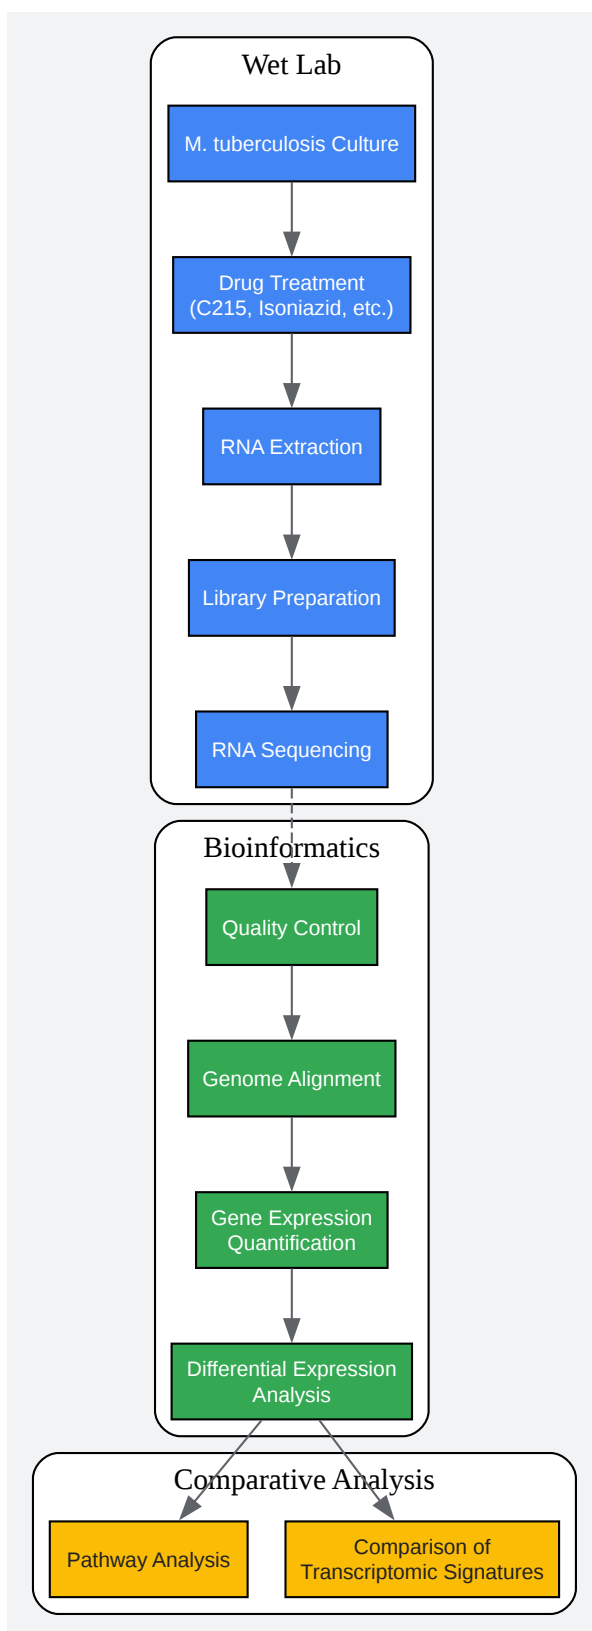 Wet Lab
M. tuberculosis Culture
Drug Treatment
(C215, Isoniazid, etc.)
RNA Extraction
Library Preparation
RNA Sequencing
Bioinformatics
Quality Control
Genome Alignment
Gene Expression
Quantification
Differential Expression
Analysis
Comparative Analysis
Pathway Analysis
Comparison of
Transcriptomic Signatures